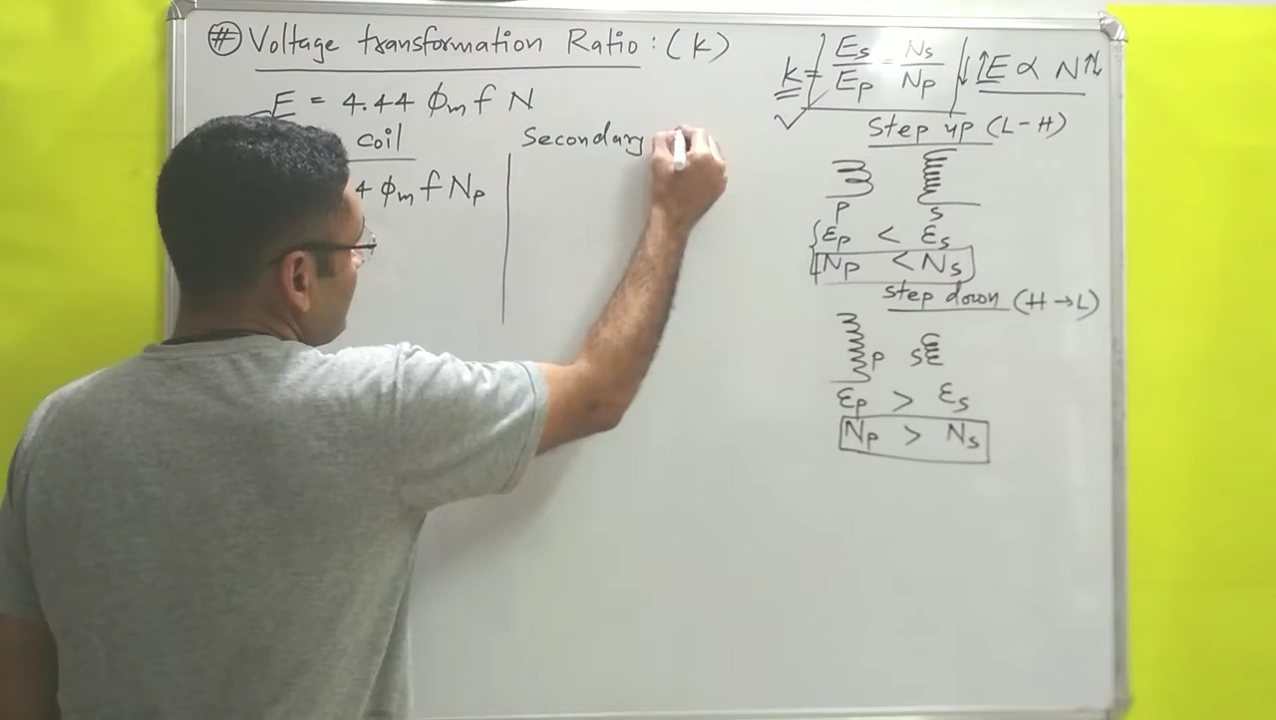 # Voltage transformation Ratio : (K)
E = 4.44 ϕm f N
coil
4 ϕm f Np
Secondary
K = Es/Ep = Ns/Np ↓ ↑E ∝ N↑↓
Step up (L-H)
P S
Ep < Es
Np < Ns
step down (H→L)
P S
Ep > Es
Np > Ns